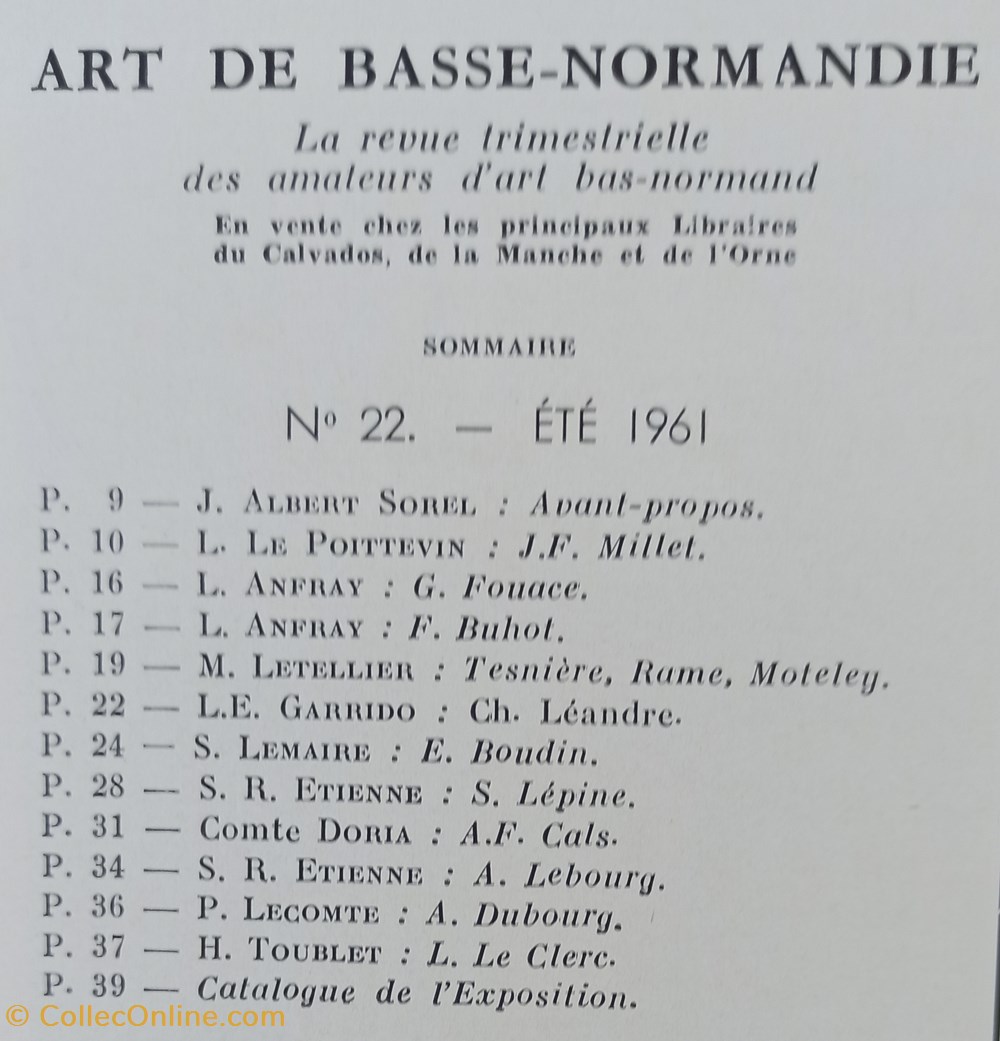 ART DE BASSE-NORMANDIE
La revue trimestrielle
des amateurs d'art bas-normand
En vente chez les principaux Libraires
du Calvados, de la Manche et de l'Orne
SOMMAIRE
Nº 22. — ÉTÉ 1961
P. 9 — J. ALBERT SOREL : Avant-propos.
P. 10 — L. LE POITTEVIN : J.F. Millet.
P. 16 — L. ANFRAY : G. Fouace.
P. 17 — L. ANFRAY : F. Buhot.
P. 19 — M. LETELLIER : Tesnière, Rame, Moteley.
P. 22 — L.E. GARRIDO : Ch. Léandre.
P. 24 — S. LEMAIRE : E. Boudin.
P. 28 — S. R. ETIENNE : S. Lépine.
P. 31 — Comte DORIA : A.F. Cals.
P. 34 — S. R. ETIENNE : A. Lebourg.
P. 36 — P. LECOMTE : A. Dubourg.
P. 37 — H. TOUBLET : L. Le Clerc.
P. 39 — Catalogue de l'Exposition.
© CollecOnline.com